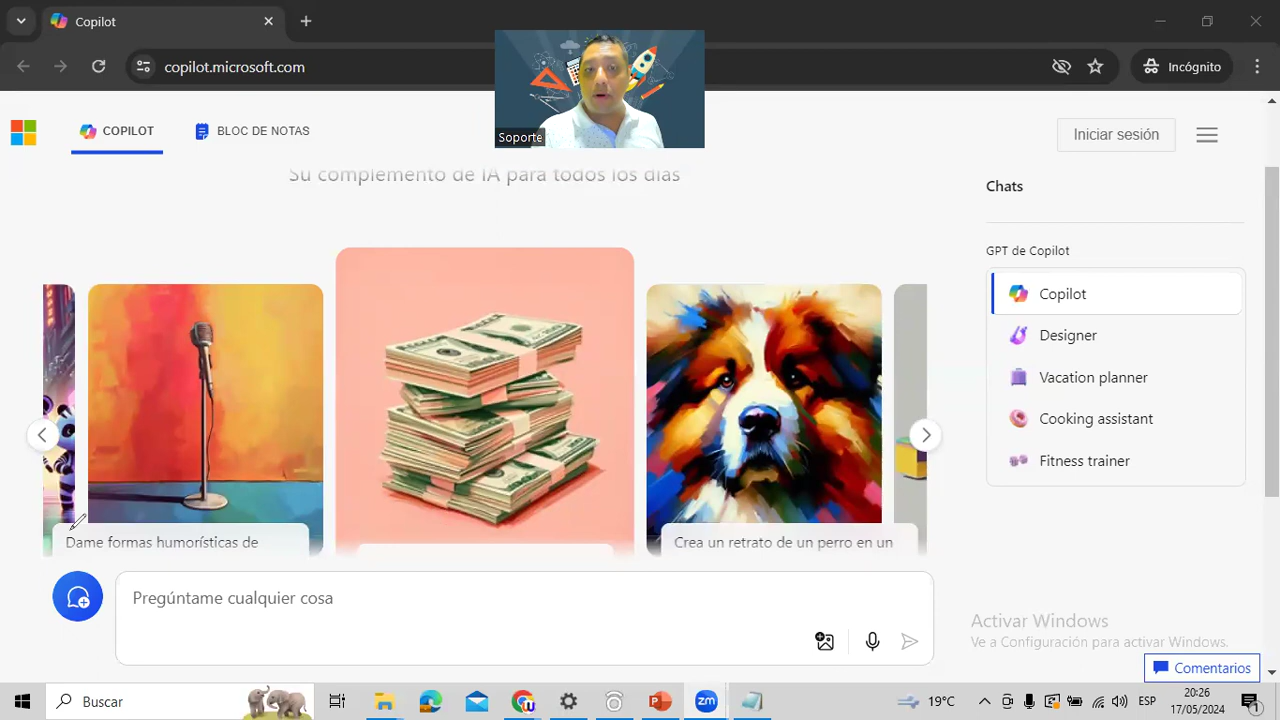 Copilot
copilot.microsoft.com
Incógnito
Soporte
COPILOT
BLOC DE NOTAS
Iniciar sesión
Su complemento de IA para todos los días
Chats
GPT de Copilot
Copilot
Designer
Vacation planner
Cooking assistant
Fitness trainer
Dame formas humorísticas de
Crea un retrato de un perro en un
Pregúntame cualquier cosa
Activar Windows
Ve a Configuración para activar Windows.
Comentarios
Buscar
zm
19°C
ESP
20:26
17/05/2024
1